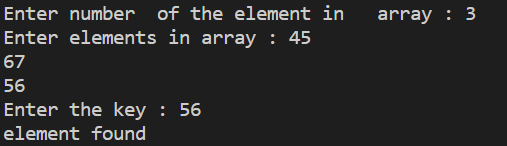 Enter number  of the element in   array : 3
Enter elements in array : 45
67
56
Enter the key : 56
element found